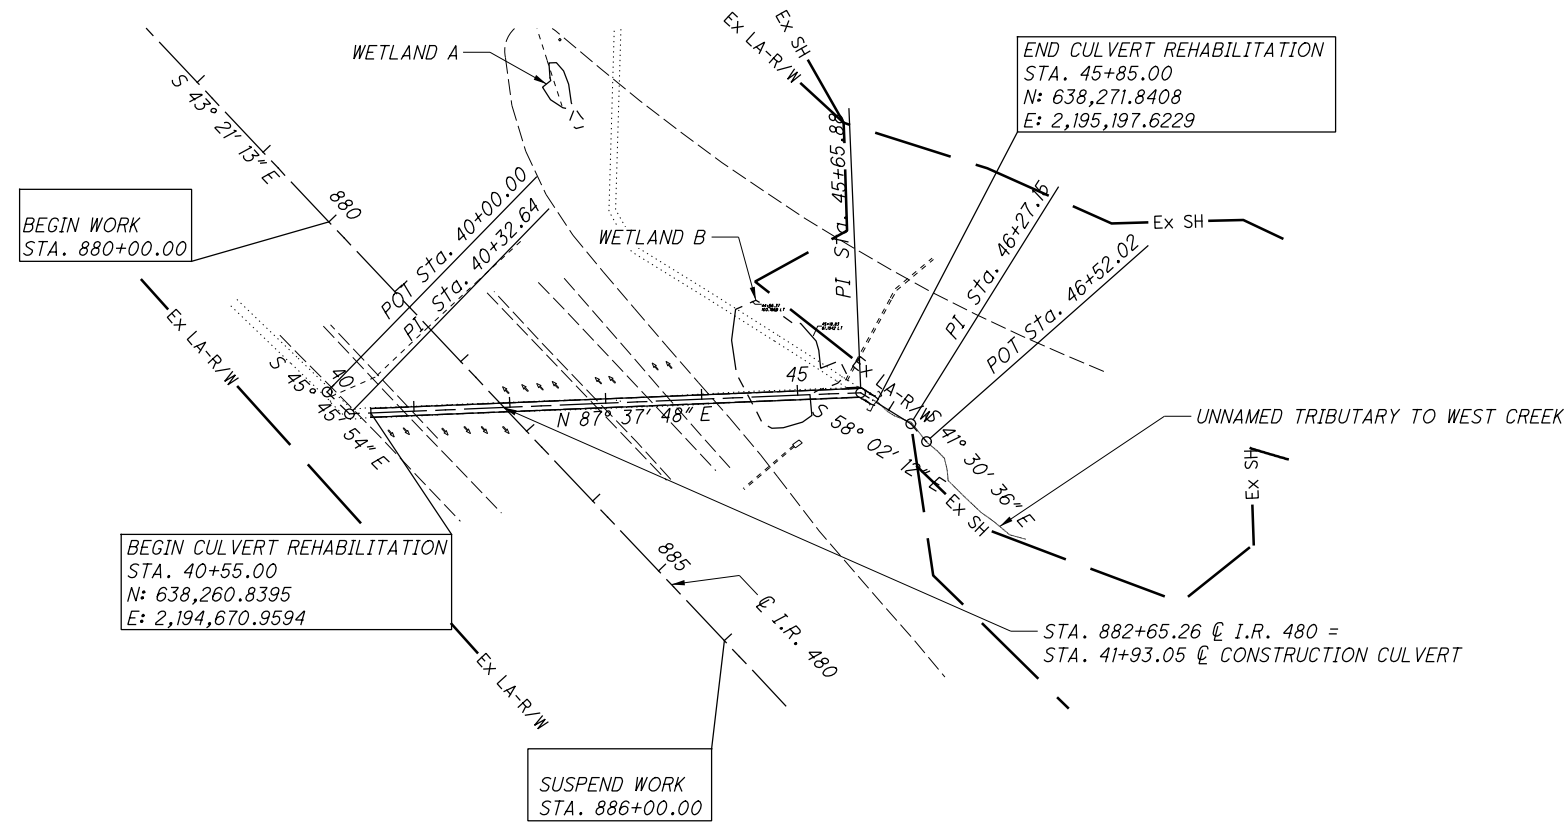 WETLAND A
Ex SH
Ex LA-R/W
END CULVERT REHABILITATION
STA. 45+85.00
N: 638,271.8408
E: 2,195,197.6229
S 43° 21' 13" E
880
BEGIN WORK
STA. 880+00.00
POT Sta. 40+00.00
PI Sta. 40+32.64
WETLAND B
PI Sta. 45+65.88
PI Sta. 46+27.15
POT Sta. 46+52.02
Ex SH
Ex LA-R/W
S 45° 45' 54" E
40
N 87° 37' 48" E
45
Ex LA-R/W
S 58° 02' 12" E
S 41° 30' 36" E
UNNAMED TRIBUTARY TO WEST CREEK
Ex SH
Ex SH
BEGIN CULVERT REHABILITATION
STA. 40+55.00
N: 638,260.8395
E: 2,194,670.9594
885
℄ I.R. 480
STA. 882+65.26 ℄ I.R. 480 =
STA. 41+93.05 ℄ CONSTRUCTION CULVERT
Ex LA-R/W
SUSPEND WORK
STA. 886+00.00